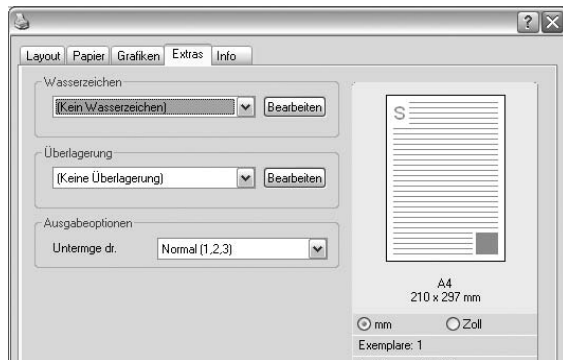 Layout Papier Grafiken Extras Info
Wasserzeichen
(Kein Wasserzeichen) Bearbeiten
Überlagerung
(Keine Überlagerung) Bearbeiten
Ausgabeoptionen
Untermge dr. Normal (1,2,3)
S
A4
210 x 297 mm
mm Zoll
Exemplare: 1